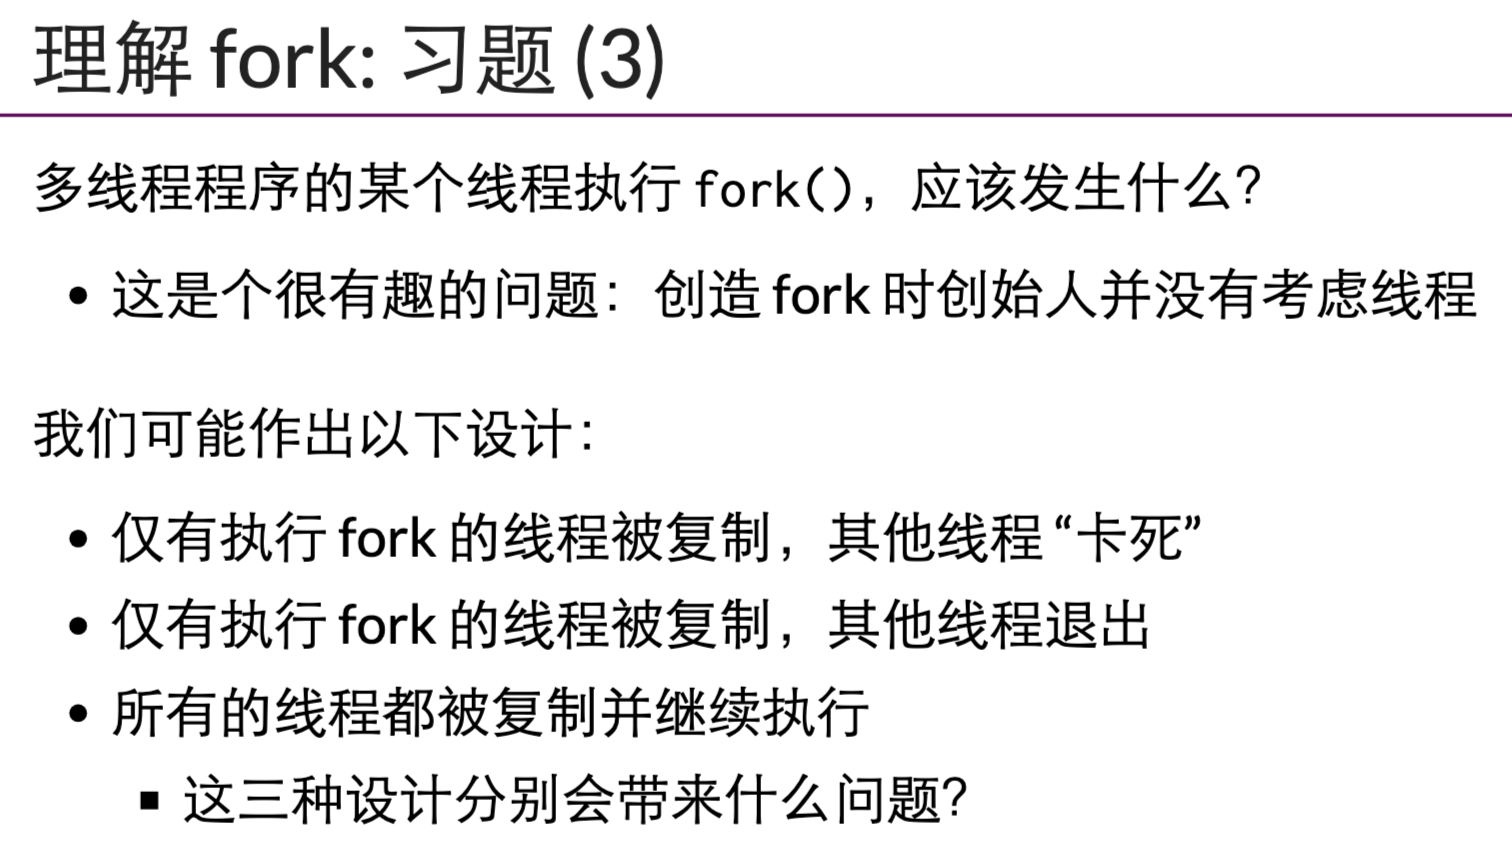 理解 fork: 习题 (3)
多线程程序的某个线程执行 fork()，应该发生什么？
• 这是个很有趣的问题：创造 fork 时创始人并没有考虑线程
我们可能作出以下设计：
• 仅有执行 fork 的线程被复制，其他线程 “卡死”
• 仅有执行 fork 的线程被复制，其他线程退出
• 所有的线程都被复制并继续执行
▪ 这三种设计分别会带来什么问题？